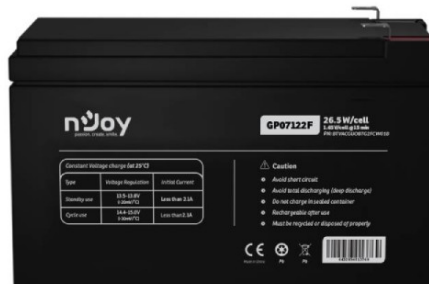 nJoy
GP07122F
26.5 W/cell
Constant Voltage charge (at 25°C)
Type Voltage Regulation Initial Current
Standby use 13.5-13.8V Less than 2.1A
Cycle use 14.4-15.0V Less than 2.1A
Caution
Avoid short circuit
Avoid total discharging (deep discharge)
Do not charge in sealed container
Rechargeable after use
Must be recycled or disposed of properly
CE
Pb Pb